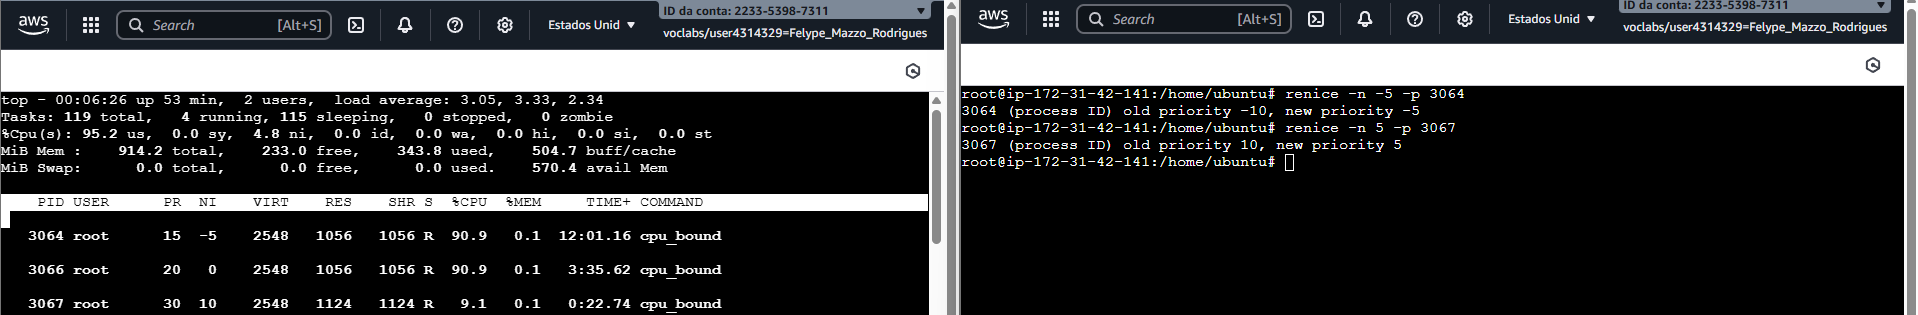 aws
Search [Alt+S]
Estados Unid
ID da conta: 2233-5398-7311
voclabs/user4314329=Felype_Mazzo_Rodrigues
top - 00:06:26 up 53 min,  2 users,  load average: 3.05, 3.33, 2.34
Tasks: 119 total,   4 running, 115 sleeping,   0 stopped,   0 zombie
%Cpu(s): 95.2 us,  0.0 sy,  4.8 ni,  0.0 id,  0.0 wa,  0.0 hi,  0.0 si,  0.0 st
MiB Mem :    914.2 total,    233.0 free,    343.8 used,    504.7 buff/cache
MiB Swap:      0.0 total,      0.0 free,      0.0 used.    570.4 avail Mem
PID USER      PR  NI    VIRT    RES    SHR S  %CPU  %MEM     TIME+ COMMAND
3064 root      15  -5    2548   1056   1056 R  90.9   0.1  12:01.16 cpu_bound
3066 root      20   0    2548   1056   1056 R  90.9   0.1   3:35.62 cpu_bound
3067 root      30  10    2548   1124   1124 R   9.1   0.1   0:22.74 cpu_bound
aws
Search [Alt+S]
Estados Unid
ID da conta: 2233-5398-7311
voclabs/user4314329=Felype_Mazzo_Rodrigues
root@ip-172-31-42-141:/home/ubuntu# renice -n -5 -p 3064
3064 (process ID) old priority -10, new priority -5
root@ip-172-31-42-141:/home/ubuntu# renice -n 5 -p 3067
3067 (process ID) old priority 10, new priority 5
root@ip-172-31-42-141:/home/ubuntu#